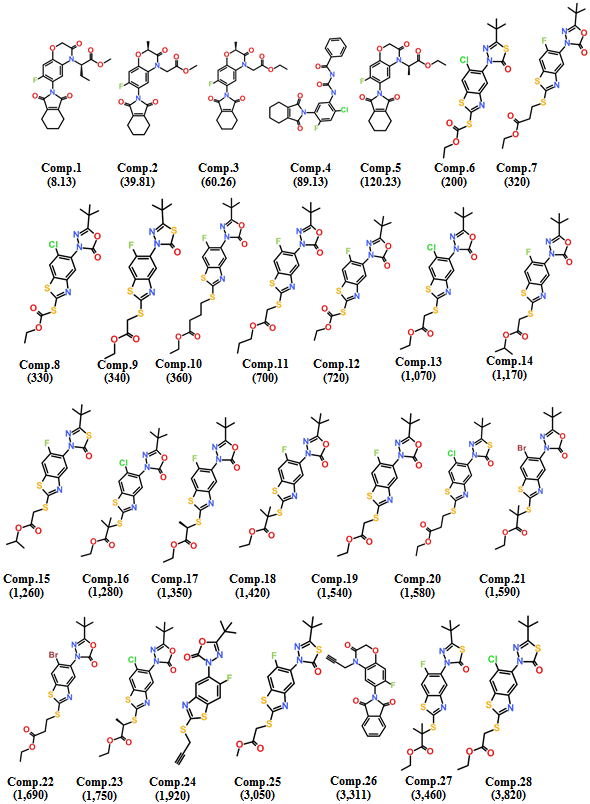 Comp.1 Comp.2 Comp.3 Comp.4 Comp.5 Comp.6 Comp.7
(8.13) (39.81) (60.26) (89.13) (120.23) (200) (320)
Comp.8 Comp.9 Comp.10 Comp.11 Comp.12 Comp.13 Comp.14
(330) (340) (360) (700) (720) (1,070) (1,170)
Comp.15 Comp.16 Comp.17 Comp.18 Comp.19 Comp.20 Comp.21
(1,260) (1,280) (1,350) (1,420) (1,540) (1,580) (1,590)
Comp.22 Comp.23 Comp.24 Comp.25 Comp.26 Comp.27 Comp.28
(1,690) (1,750) (1,920) (3,050) (3,311) (3,460) (3,820)